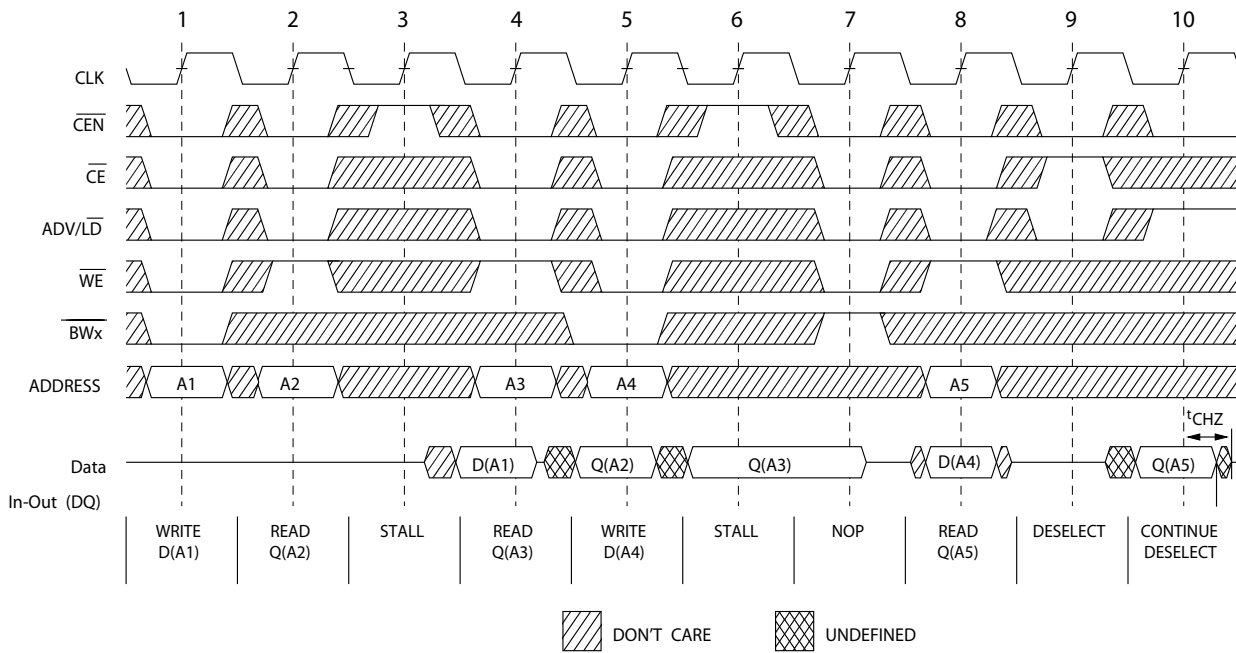 1 2 3 4 5 6 7 8 9 10
CLK
CEN
CE
ADV/LD
WE
BWx
ADDRESS A1 A2 A3 A4 A5
tCHZ
Data D(A1) Q(A2) Q(A3) D(A4) Q(A5)
In-Out (DQ)
WRITE READ STALL READ WRITE STALL NOP READ DESELECT CONTINUE
D(A1) Q(A2) Q(A3) D(A4) Q(A5) DESELECT
DON'T CARE UNDEFINED